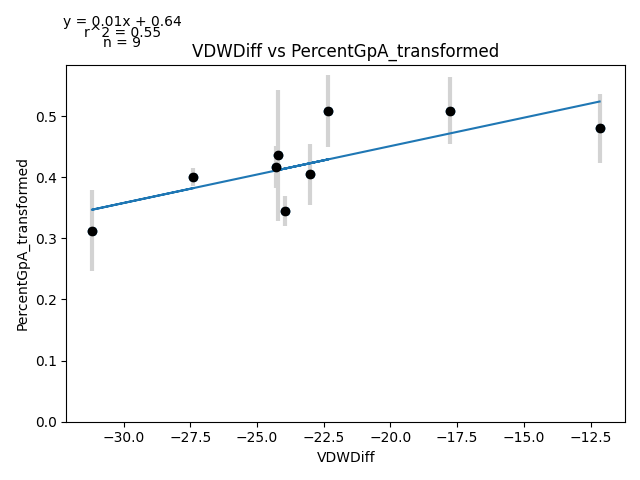 y = 0.01x + 0.64
r^2 = 0.55
n = 9
VDWDiff vs PercentGpA_transformed
PercentGpA_transformed
0.5
0.4
0.3
0.2
0.1
0.0
−30.0 −27.5 −25.0 −22.5 −20.0 −17.5 −15.0 −12.5
VDWDiff